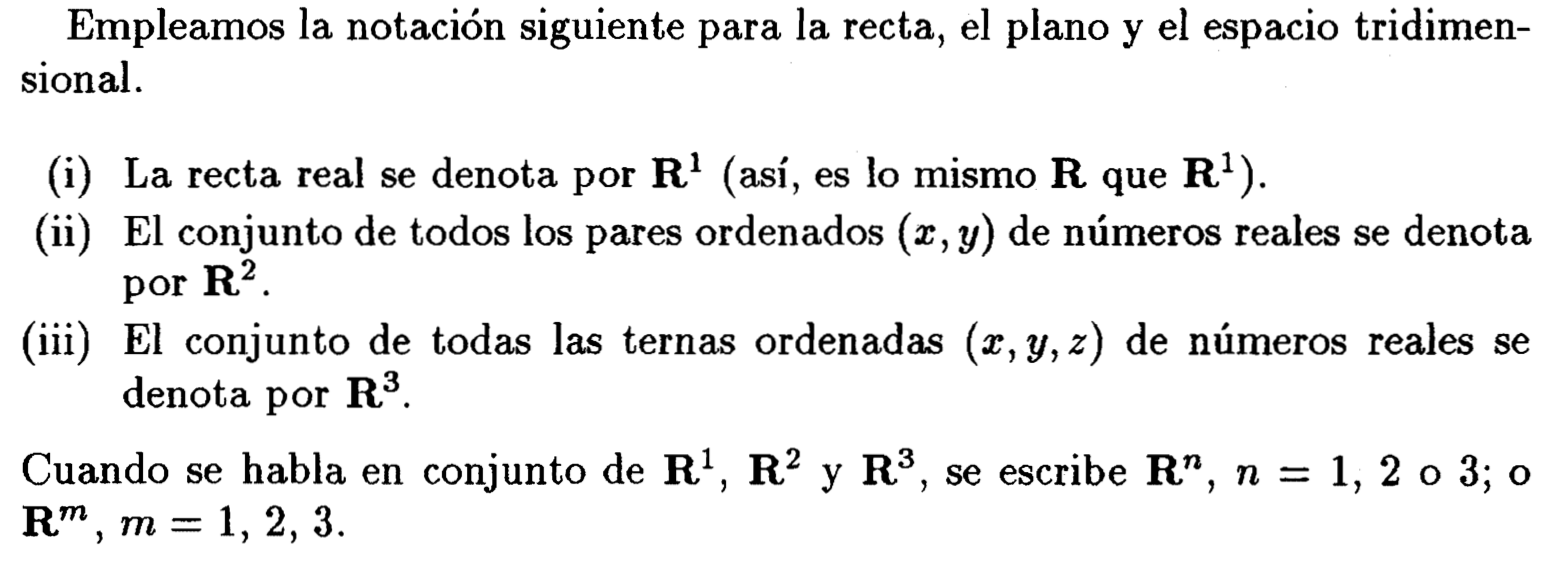 Empleamos la notación siguiente para la recta, el plano y el espacio tridimen-
sional.
(i) La recta real se denota por R¹ (así, es lo mismo R que R¹).
(ii) El conjunto de todos los pares ordenados (x, y) de números reales se denota
por R².
(iii) El conjunto de todas las ternas ordenadas (x, y, z) de números reales se
denota por R³.
Cuando se habla en conjunto de R¹, R² y R³, se escribe Rⁿ, n = 1, 2 o 3; o
Rᵐ, m = 1, 2, 3.